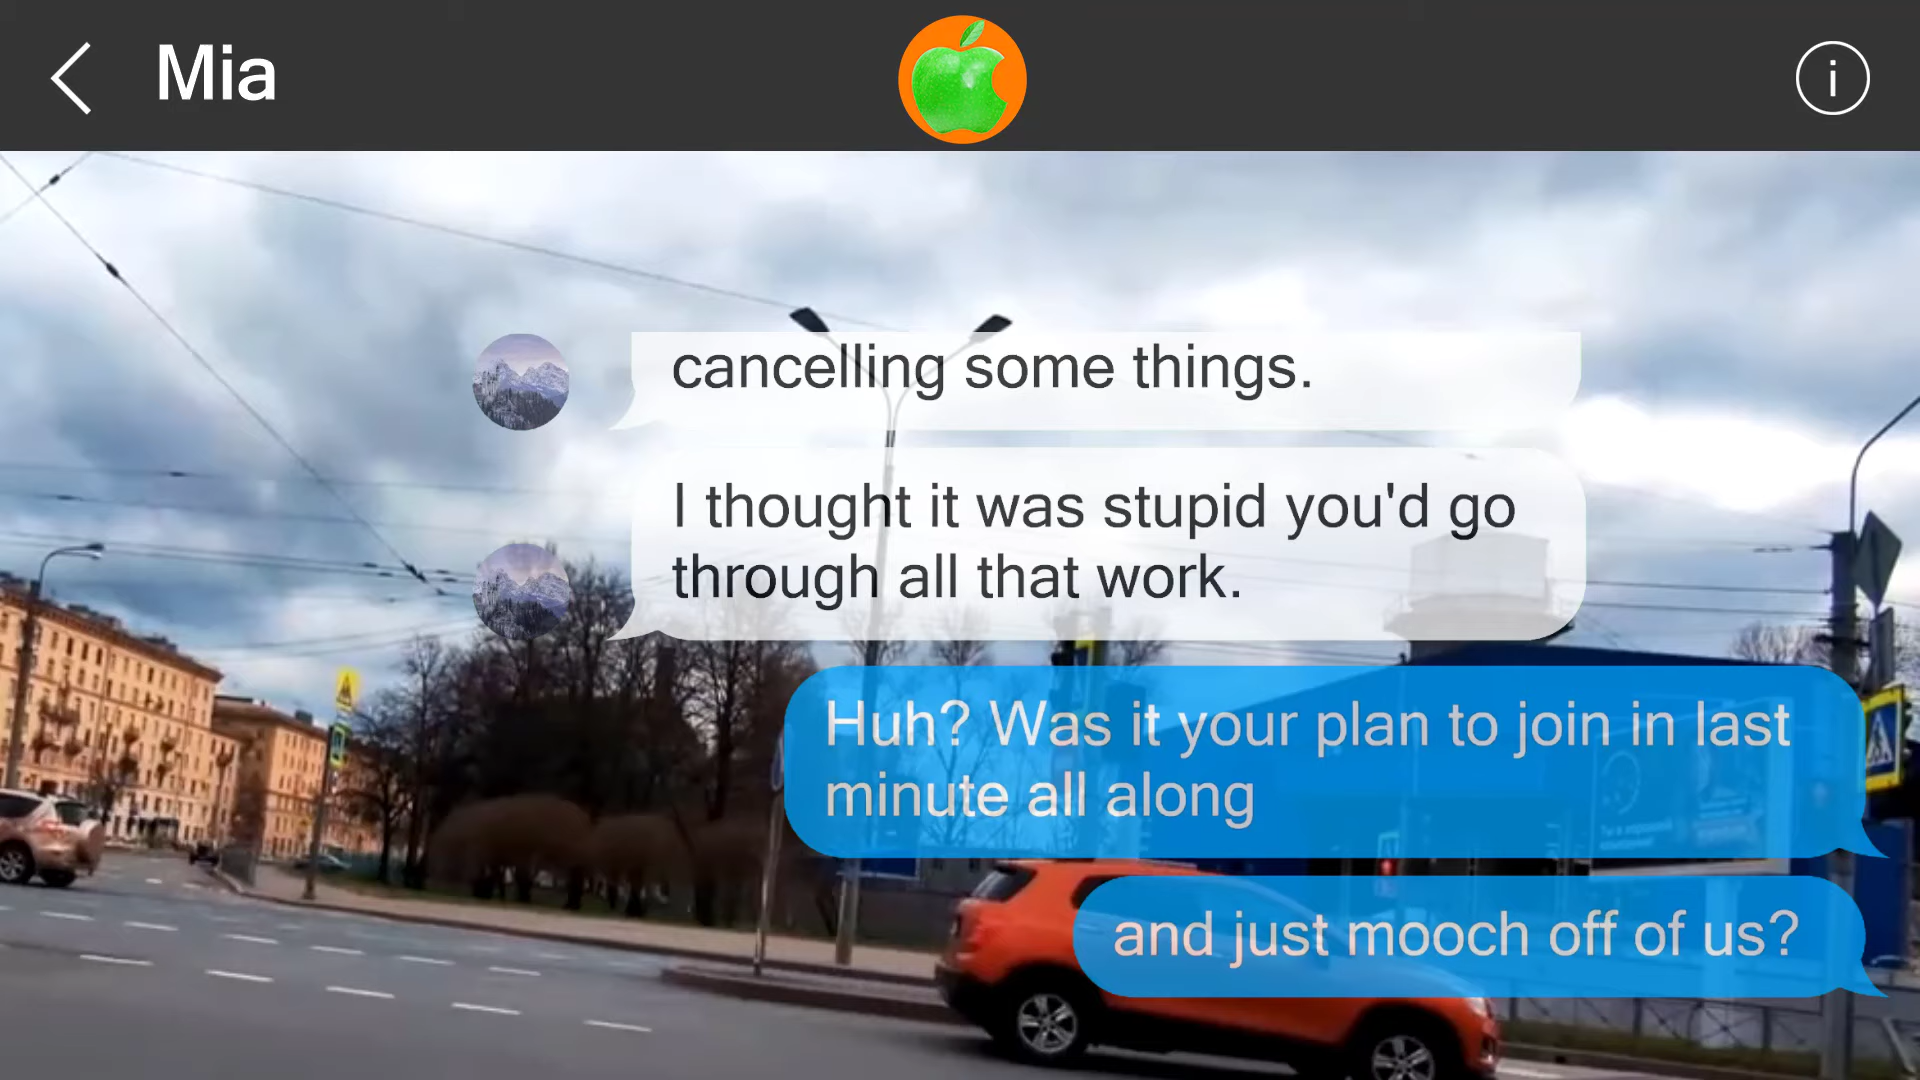 Mia
cancelling some things.
I thought it was stupid you'd go
through all that work.
Huh? Was it your plan to join in last
minute all along
and just mooch off of us?